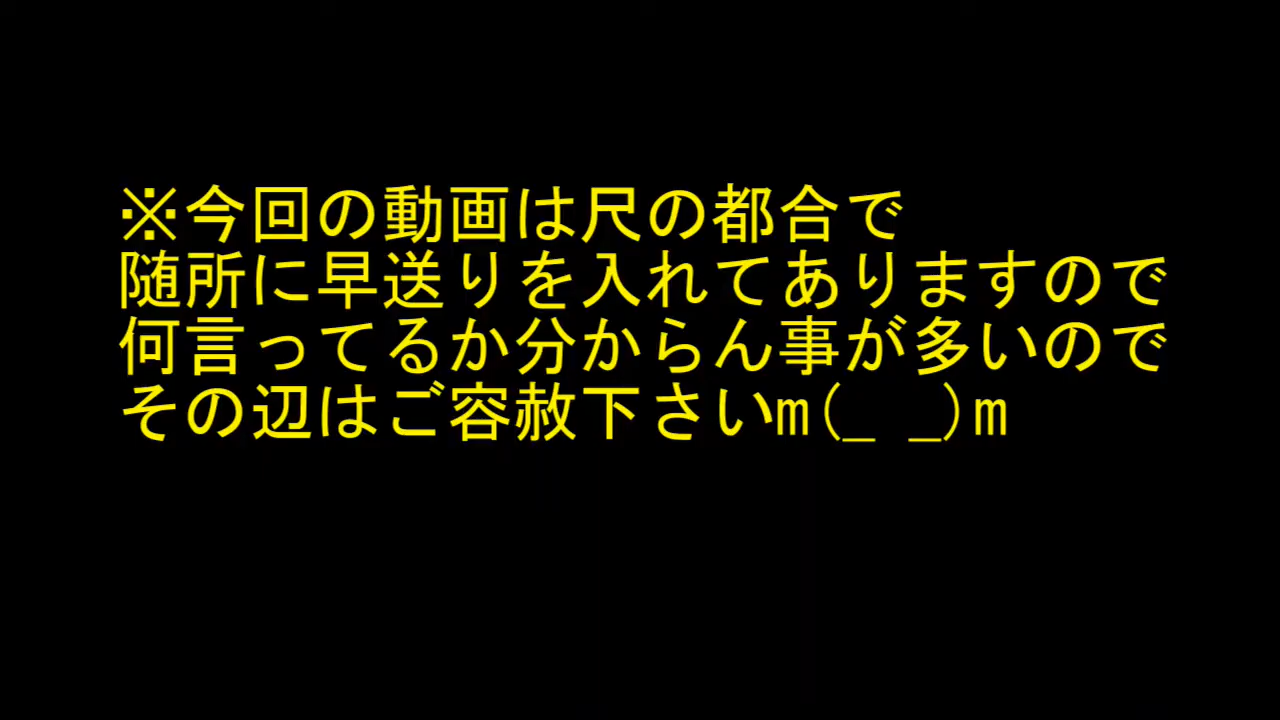 ※今回の動画は尺の都合で
随所に早送りを入れてありますので
何言ってるか分からん事が多いので
その辺はご容赦下さいm(_ _)m